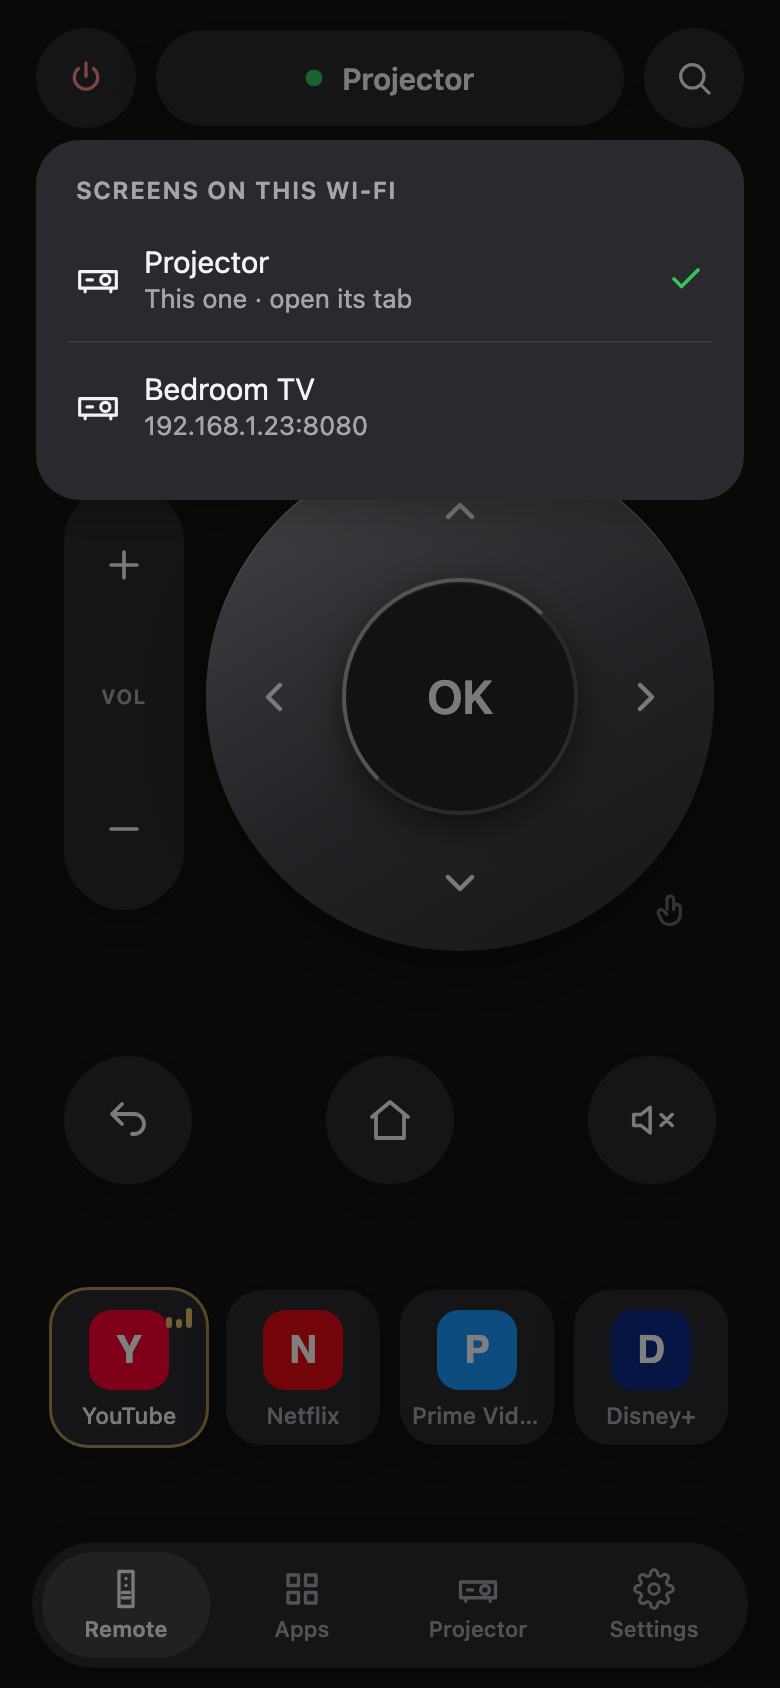 Projector
SCREENS ON THIS WI-FI
Projector
This one · open its tab
Bedroom TV
192.168.1.23:8080
VOL
OK
Y
N
P
D
YouTube
Netflix
Prime Vid...
Disney+
Remote
Apps
Projector
Settings